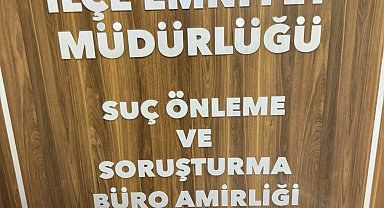 İLÇE EMNİYET
MÜDÜRLÜĞÜ
SUÇ ÖNLEME
VE
SORUŞTURMA
BÜRO AMİRLİĞİ